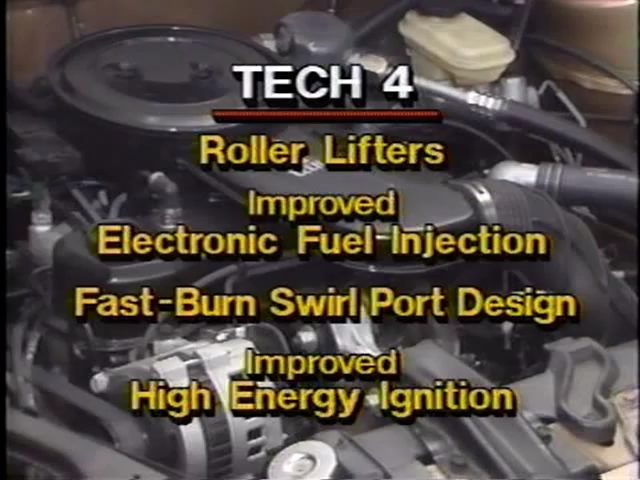 TECH 4
Roller Lifters
Improved
Electronic Fuel Injection
Fast-Burn Swirl Port Design
Improved
High Energy Ignition